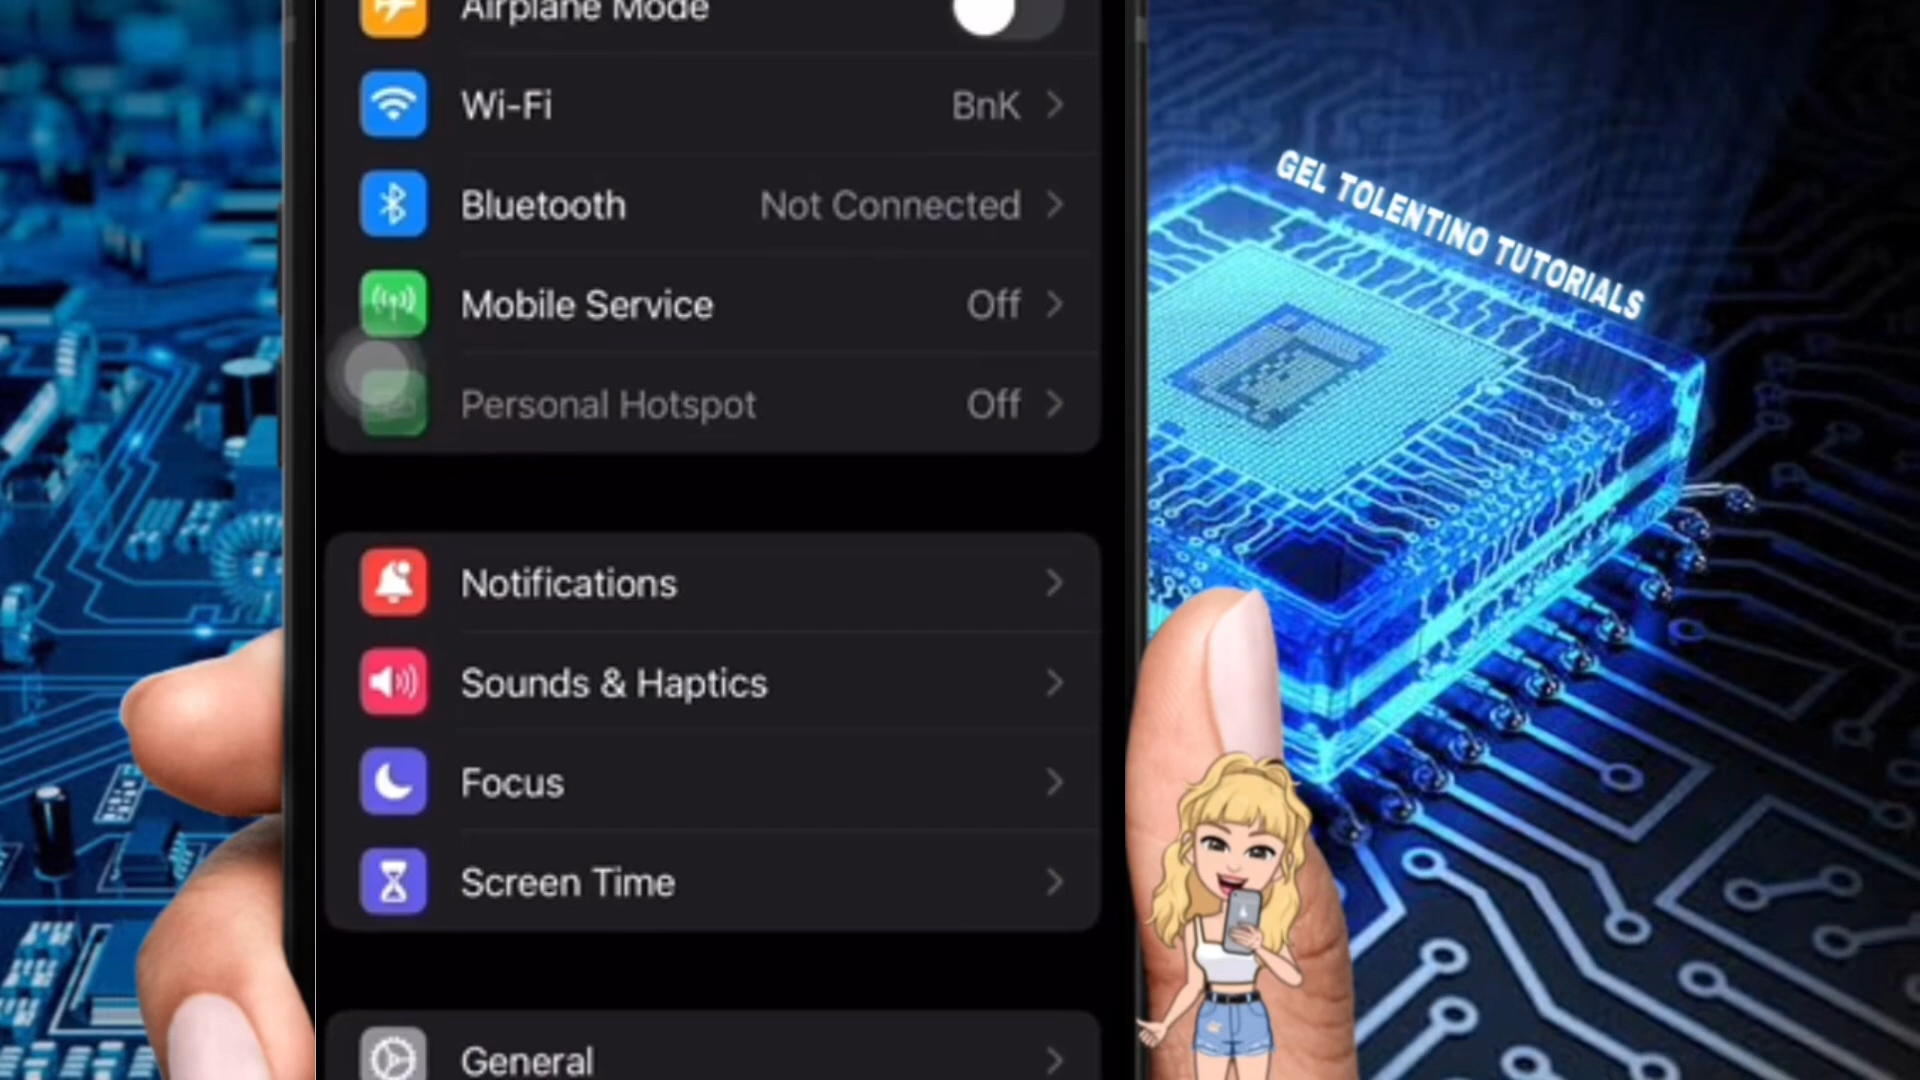 Airplane Mode
Wi-Fi BnK
Bluetooth Not Connected
Mobile Service Off
Personal Hotspot Off
Notifications
Sounds & Haptics
Focus
Screen Time
General
GEL TOLENTINO TUTORIALS